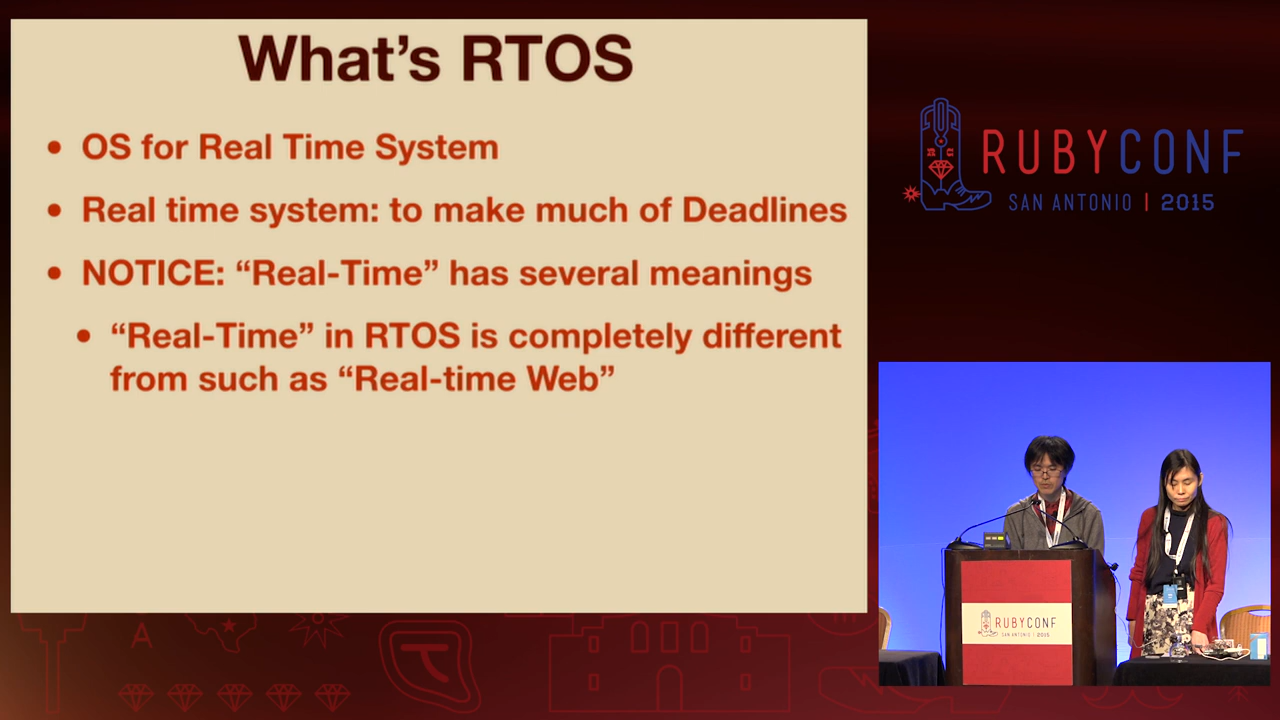 What's RTOS
• OS for Real Time System
• Real time system: to make much of Deadlines
• NOTICE: “Real-Time” has several meanings
• “Real-Time” in RTOS is completely different
from such as “Real-time Web”
RUBYCONF
SAN ANTONIO | 2015
RUBYCONF
SAN ANTONIO | 2015
A